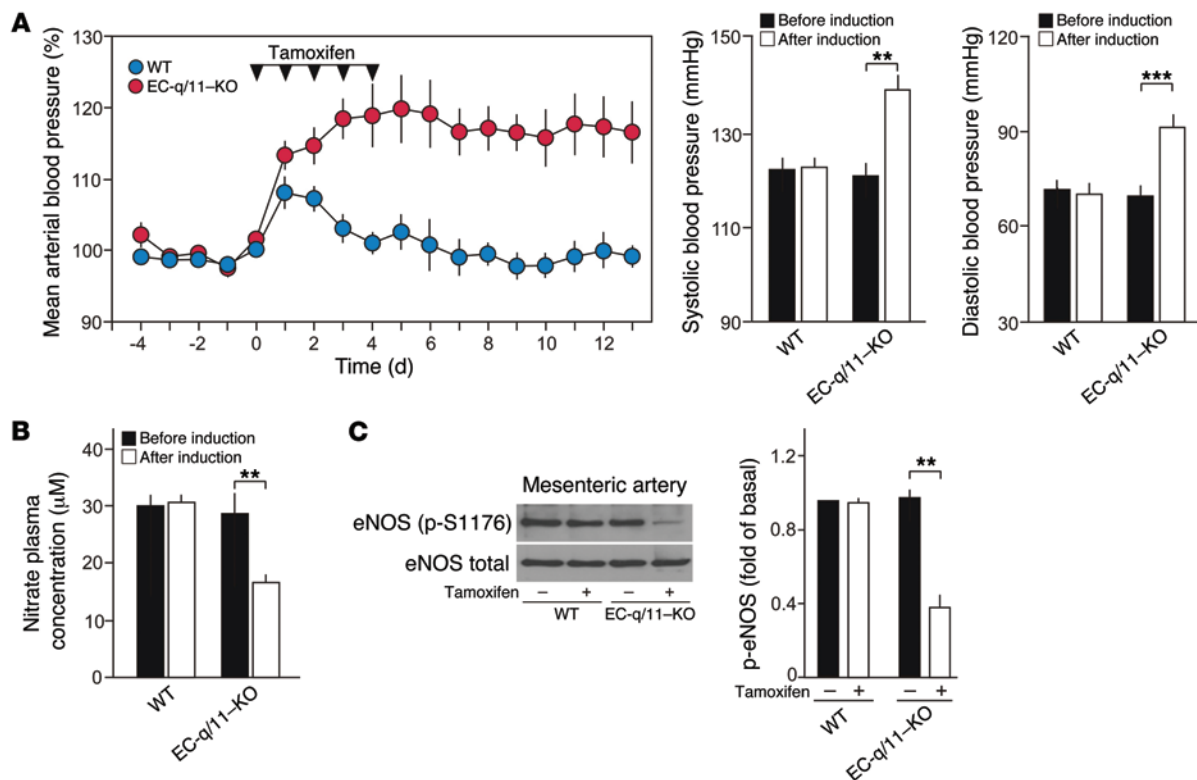 A
Mean arterial blood pressure (%)
130
120
110
100
90
Tamoxifen
WT
EC-q/11–KO
-4 -2 0 2 4 6 8 10 12
Time (d)
Systolic blood pressure (mmHg)
150
130
110
90
Before induction
After induction
**
WT
EC-q/11–KO
Diastolic blood pressure (mmHg)
120
90
60
30
Before induction
After induction
***
WT
EC-q/11–KO
B
Nitrate plasma
concentration (μM)
40
30
20
10
0
Before induction
After induction
**
WT
EC-q/11–KO
C
Mesenteric artery
eNOS (p-S1176)
eNOS total
Tamoxifen – + – +
WT EC-q/11–KO
p-eNOS (fold of basal)
1.2
0.8
0.4
0
**
Tamoxifen – + – +
WT
EC-q/11–KO